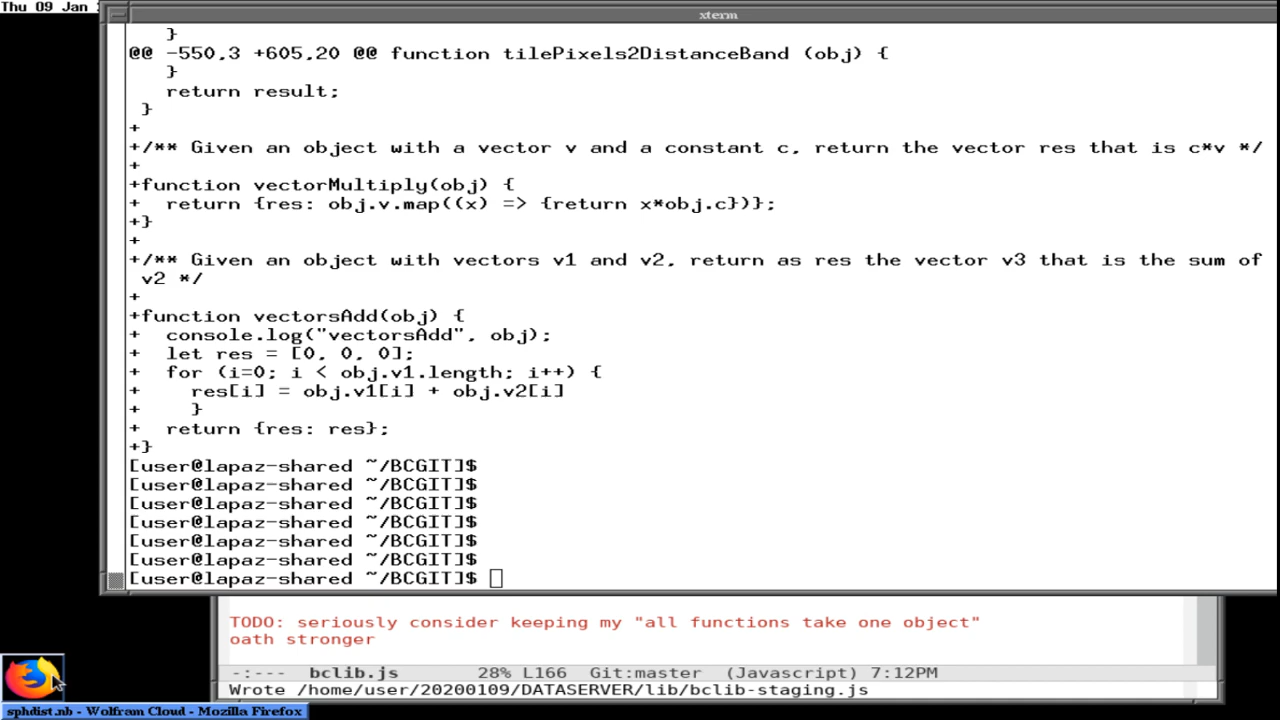 Thu 09 Jan
xterm
  }
@@ -550,3 +605,20 @@ function tilePixels2DistanceBand (obj) {
   }
   return result;
 }
+
+/** Given an object with a vector v and a constant c, return the vector res that is c*v */
+
+function vectorMultiply(obj) {
+  return {res: obj.v.map((x) => {return x*obj.c})};
+}
+
+/** Given an object with vectors v1 and v2, return as res the vector v3 that is the sum of
 v2 */
+
+function vectorsAdd(obj) {
+  console.log("vectorsAdd", obj);
+  let res = [0, 0, 0];
+  for (i=0; i < obj.v1.length; i++) {
+    res[i] = obj.v1[i] + obj.v2[i]
+    }
+  return {res: res};
+}
[user@lapaz-shared ~/BCGIT]$
[user@lapaz-shared ~/BCGIT]$
[user@lapaz-shared ~/BCGIT]$
[user@lapaz-shared ~/BCGIT]$
[user@lapaz-shared ~/BCGIT]$
[user@lapaz-shared ~/BCGIT]$
[user@lapaz-shared ~/BCGIT]$
TODO: seriously consider keeping my "all functions take one object"
oath stronger
-:---  bclib.js      28% L166  Git:master  (Javascript) 7:12PM
Wrote /home/user/20200109/DATASERVER/lib/bclib-staging.js
sphdist.nb - Wolfram Cloud - Mozilla Firefox